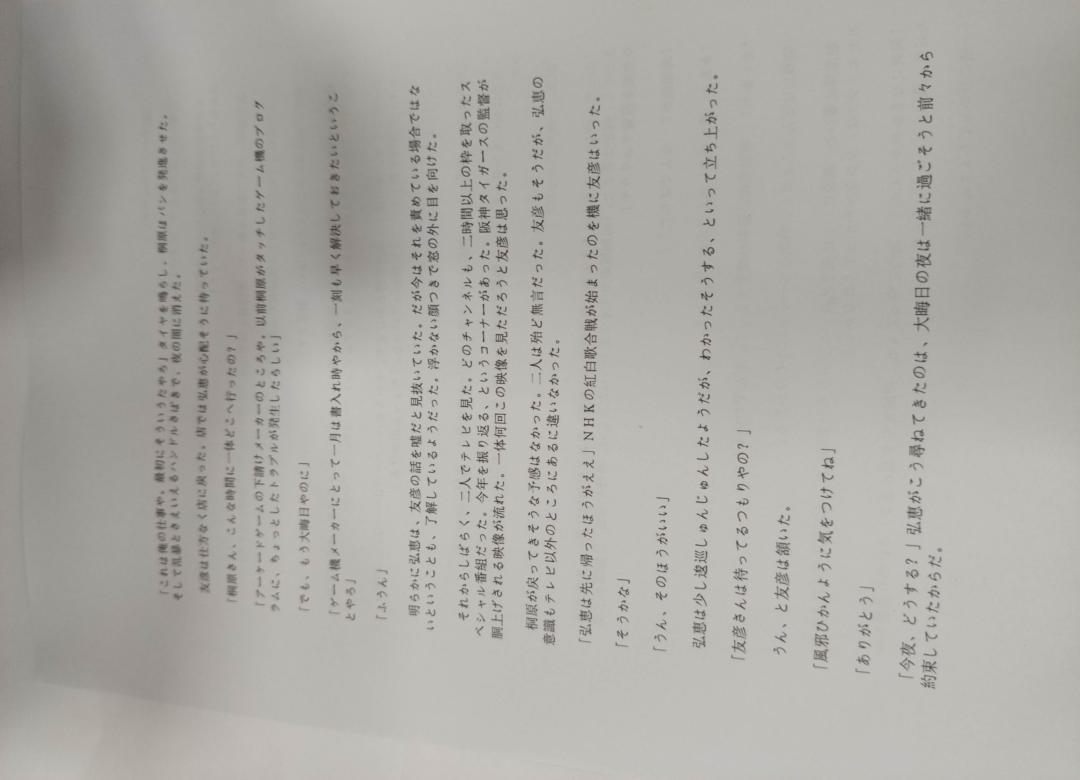 「これは俺の仕事や。最初にそういうたやろ」タイヤを鳴らし、桐原はバンを発進させた。
そして乱暴とさえいえるハンドルさばきで、夜の闇に消えた。
友彦は仕方なく店に戻った。店では弘恵が心配そうに待っていた。
「桐原さん、こんな時間に一体どこへ行ったの?」
「アーケードゲームの下請けメーカーのところや。以前桐原がタッチしたゲーム機のプログ
ラムに、ちょっとしたトラブルが発生したらしい」
「でも、もう大晦日やのに」
「ゲーム機メーカーにとって一月は書入れ時やから、一刻も早く解決しておきたいというこ
とやろ」
「ふうん」
明らかに弘恵は、友彦の話を嘘だと見抜いていた。だが今はそれを責めている場合ではな
いということも、了解しているようだった。浮かない顔つきで窓の外に目を向けた。
それからしばらく、二人でテレビを見た。どのチャンネルも、二時間以上の枠を取ったス
ペシャル番組だった。今年を振り返る、というコーナーがあった。阪神タイガースの監督が
胴上げされる映像が流れた。一体何回この映像を見ただろうと友彦は思った。
桐原が戻ってきそうな予感はなかった。二人は殆ど無言だった。友彦もそうだが、弘恵の
意識もテレビ以外のところにあるに違いなかった。
「弘恵は先に帰ったほうがええ」NHKの紅白歌合戦が始まったのを機に友彦はいった。
「そうかな」
「うん、そのほうがいい」
弘恵は少し逡巡しゅんじゅんしたようだが、わかったそうする、といって立ち上がった。
「友彦さんは待ってるつもりやの?」
うん、と友彦は頷いた。
「風邪ひかんように気をつけてね」
「ありがとう」
「今夜、どうする?」弘恵がこう尋ねてきたのは、大晦日の夜は一緒に過ごそうと前々から
約束していたからだ。